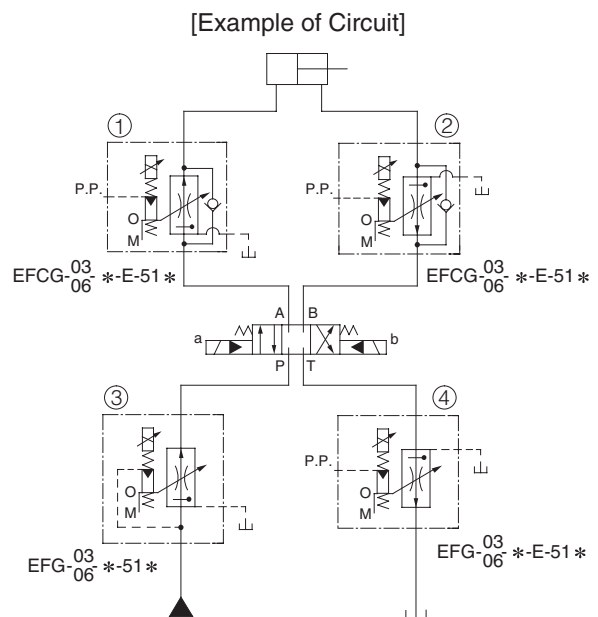 [Example of Circuit]
① ②
P.P. P.P.
O O
M M
EFCG-03/06- *-E-51* EFCG-03/06- *-E-51*
A B
a b
P T
③ ④
P.P.
O O
M M
EFG-03/06- *-51* EFG-03/06- *-E-51*